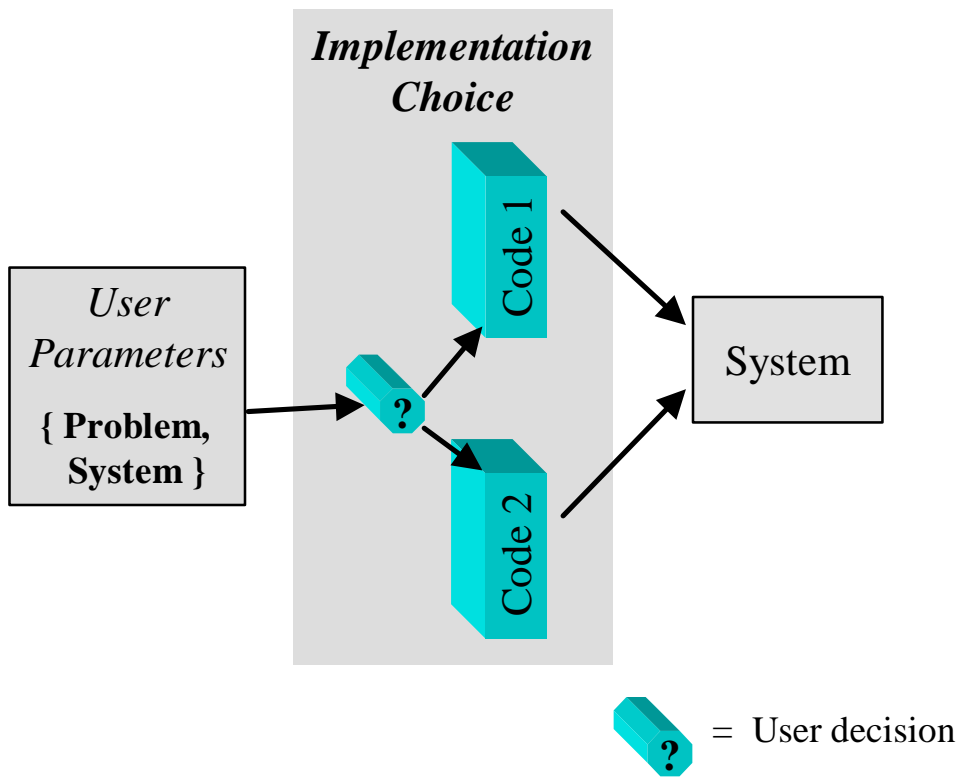 Implementation
Choice
Code 1
User
Parameters
{ Problem,
System }
?
System
Code 2
? = User decision